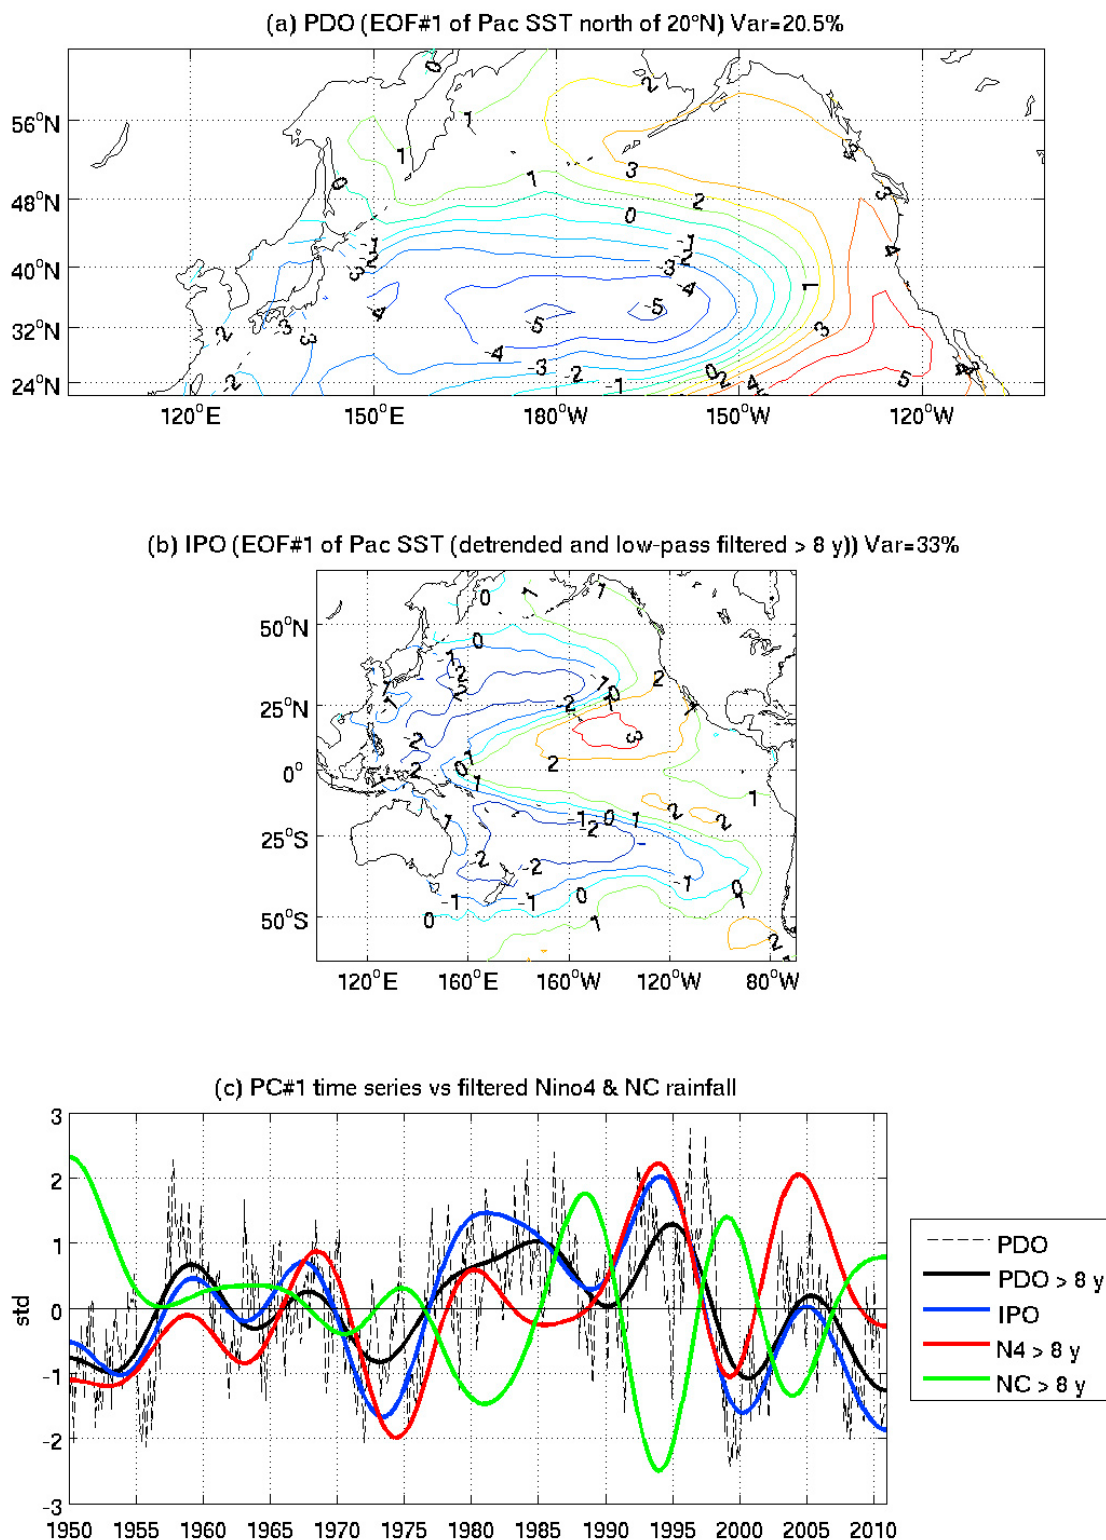 (a) PDO (EOF#1 of Pac SST north of 20°N) Var=20.5%
56°N
48°N
40°N
32°N
24°N
120°E 150°E 180°W 150°W 120°W
(b) IPO (EOF#1 of Pac SST (detrended and low-pass filtered > 8 y)) Var=33%
50°N
25°N
0°
25°S
50°S
120°E 160°E 160°W 120°W 80°W
(c) PC#1 time series vs filtered Nino4 & NC rainfall
3
2
1
0
-1
-2
-3
std
1950 1955 1960 1965 1970 1975 1980 1985 1990 1995 2000 2005 2010
PDO
PDO > 8 y
IPO
N4 > 8 y
NC > 8 y